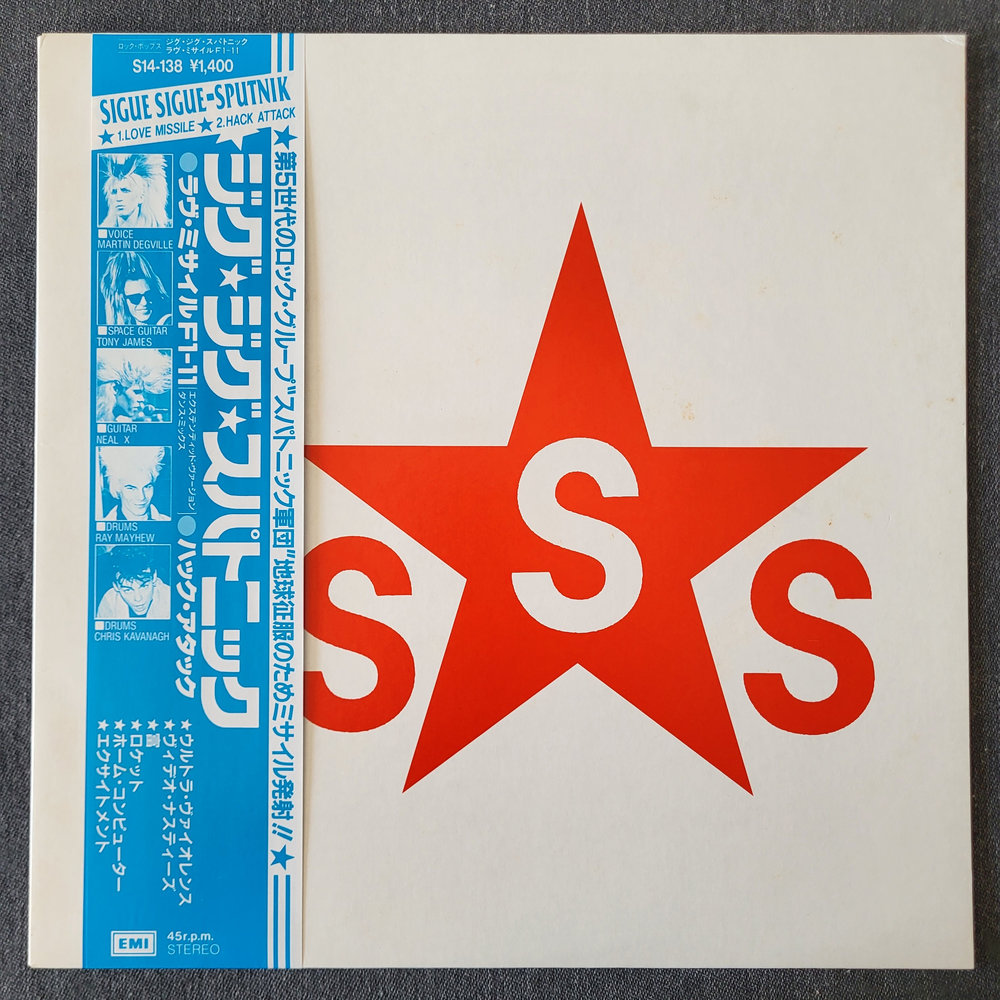 ロック・ポップス
ジグ・ジグ・スパトニック
ラヴ・ミサイルF1-11
S14-138 ¥1,400
SIGUE SIGUE-SPUTNIK
★1.LOVE MISSILE★2.HACK ATTACK
★第5世代のロック・グループ"スパトニック軍団"地球征服のためミサイル発射!!★
★ジグ★ジグ★スパトニック
●ラヴ・ミサイルF1-11
エクステンディッド・ヴァージョン
ダンス・ミックス
●ハック・アタック
■VOICE
MARTIN DEGVILLE
■SPACE GUITAR
TONY JAMES
■GUITAR
NEAL X
■DRUMS
RAY MAYHEW
■DRUMS
CHRIS KAVANAGH
★ウルトラ・ヴァイオレンス
★ヴィデオ・ナスティーズ
★富
★ロケット
★ホーム・コンピューター
★エクサイトメント
EMI
45r.p.m.
STEREO
S S S